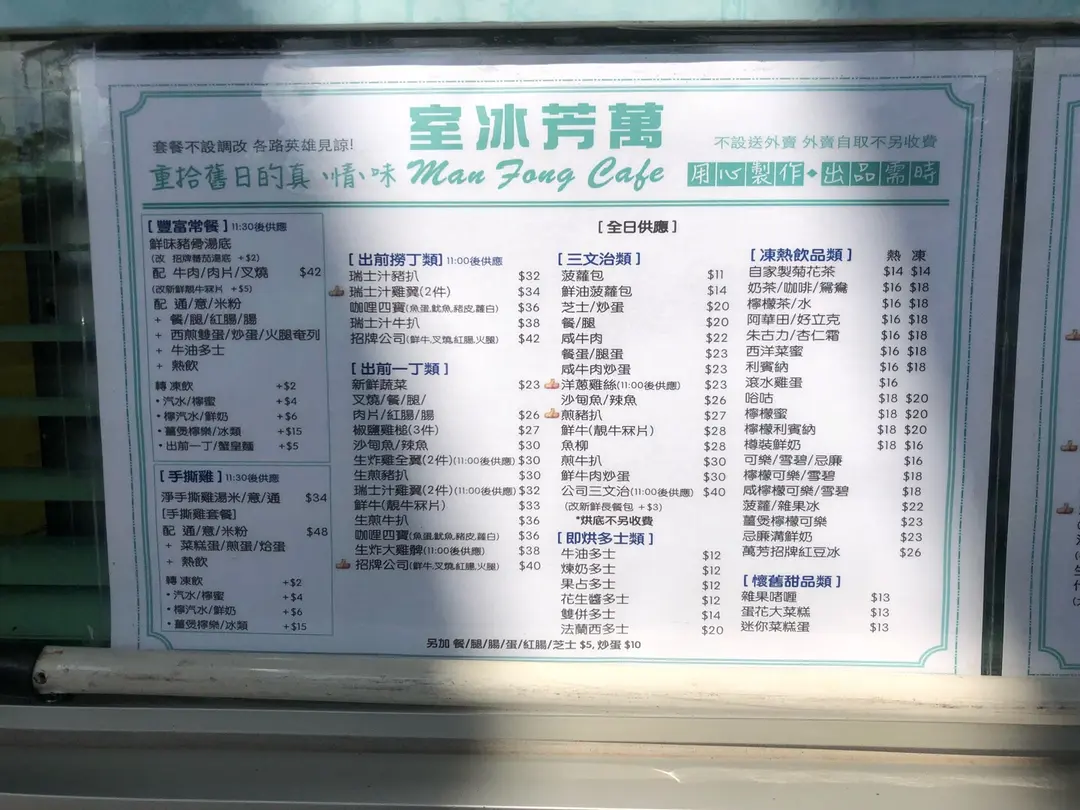 室冰芳萬
套餐不設調改 各路英雄見諒!
不設送外賣 外賣自取不另收費
重拾舊日的真情味 Man Fong Cafe 用心製作◆出品需時
[豐富常餐] 11:30後供應
鮮味豬骨湯底
(改 招牌蕃茄湯底 +$2)
配 牛肉/肉片/叉燒 $42
(改新鮮靚牛冧片 +$5)
配 通/意/米粉
+ 餐/腿/紅腸/腸
+ 西煎雙蛋/炒蛋/火腿奄列
+ 牛油多士
+ 熱飲
轉 凍飲 +$2
• 汽水/檸蜜 +$4
• 檸汽水/鮮奶 +$6
• 薑煲檸樂/冰類 +$15
• 出前一丁/蟹皇麵 +$5
[手撕雞] 11:30後供應
淨手撕雞湯米/意/通 $34
[手撕雞套餐]
配 通/意/米粉 $48
+ 菜糕蛋/煎蛋/烚蛋
+ 熱飲
轉 凍飲 +$2
• 汽水/檸蜜 +$4
• 檸汽水/鮮奶 +$6
• 薑煲檸樂/冰類 +$15
[全日供應]
[出前撈丁類] 11:00後供應
瑞士汁豬扒 $32
瑞士汁雞翼(2件) $34
咖哩四寶(魚蛋,魷魚,豬皮,蘿白) $36
瑞士汁牛扒 $38
招牌公司(鮮牛,叉燒,紅腸,火腿) $42
[出前一丁類]
新鮮蔬菜 $23
叉燒/餐/腿/
肉片/紅腸/腸 $26
椒鹽雞槌(3件) $27
沙甸魚/辣魚 $30
生炸雞全翼(2件)(11:00後供應) $30
生煎豬扒 $30
瑞士汁雞翼(2件)(11:00後供應) $32
鮮牛(靚牛冧片) $33
生煎牛扒 $36
咖哩四寶(魚蛋,魷魚,豬皮,蘿白) $36
生炸大雞髀(11:00後供應) $38
招牌公司(鮮牛,叉燒,紅腸,火腿) $40
[三文治類]
菠蘿包 $11
鮮油菠蘿包 $14
芝士/炒蛋 $20
餐/腿 $20
咸牛肉 $22
餐蛋/腿蛋 $23
咸牛肉炒蛋 $23
洋蔥雞絲(11:00後供應) $23
沙甸魚/辣魚 $26
煎豬扒 $27
鮮牛(靚牛冧片) $28
魚柳 $28
煎牛扒 $30
鮮牛肉炒蛋 $30
公司三文治(11:00後供應) $40
(改新鮮長餐包 +$3)
*烘底不另收費
[即烘多士類]
牛油多士 $12
煉奶多士 $12
果占多士 $12
花生醬多士 $12
雙併多士 $14
法蘭西多士 $20
[凍熱飲品類] 熱 凍
自家製菊花茶 $14 $14
奶茶/咖啡/鴛鴦 $16 $18
檸檬茶/水 $16 $18
阿華田/好立克 $16 $18
朱古力/杏仁霜 $16 $18
西洋菜蜜 $16 $18
利賓納 $16 $18
滾水雞蛋 $16
唂咕 $18 $20
檸檬蜜 $18 $20
檸檬利賓納 $18 $20
樽裝鮮奶 $18 $16
可樂/雪碧/忌廉 $16
檸檬可樂/雪碧 $18
咸檸檬可樂/雪碧 $18
菠蘿/雜果冰 $22
薑煲檸檬可樂 $23
忌廉溝鮮奶 $23
萬芳招牌紅豆冰 $26
[懷舊甜品類]
雜果啫喱 $13
蛋花大菜糕 $13
迷你菜糕蛋 $13
另加 餐/腿/腸/蛋/紅腸/芝士 $5, 炒蛋 $10